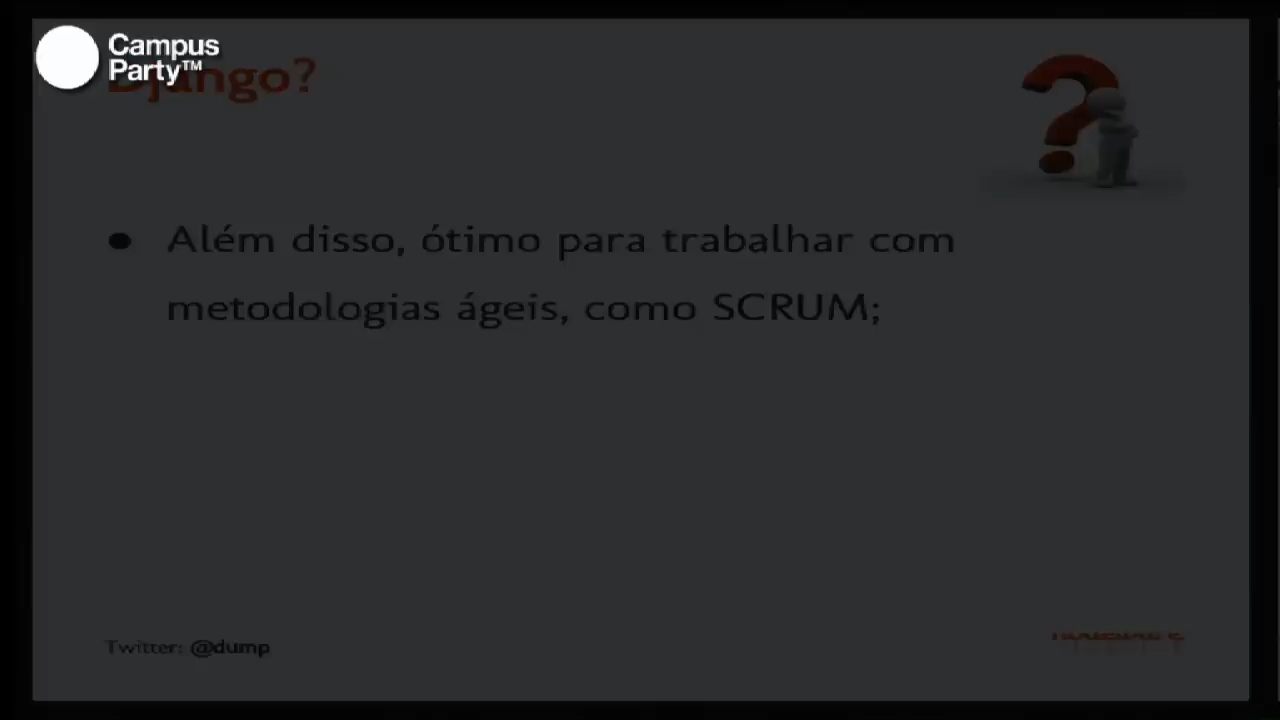 Campus
Party™
Django?
● Além disso, ótimo para trabalhar com
metodologias ágeis, como SCRUM;
Twitter: @dump